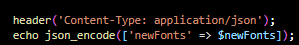 header('Content-Type: application/json');
echo json_encode(['newFonts' => $newFonts]);